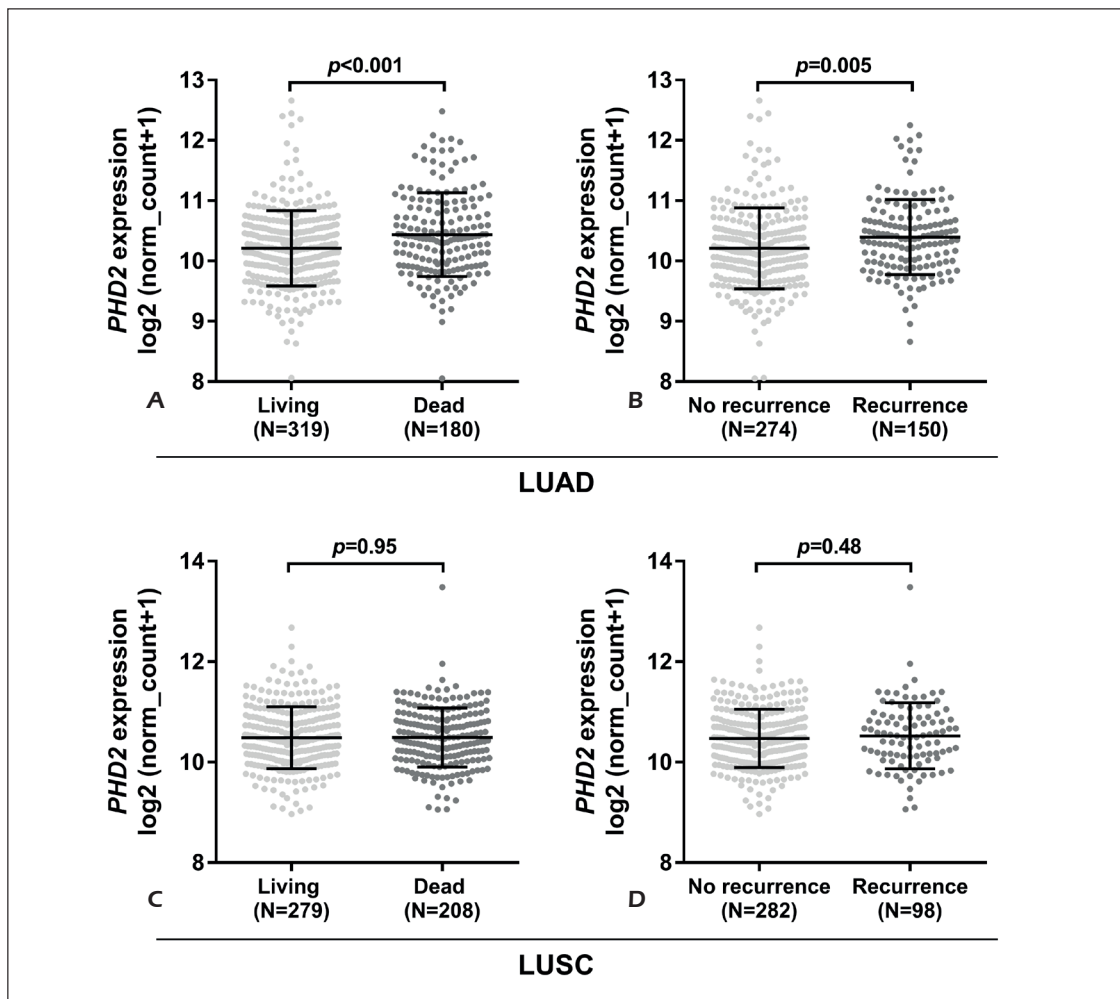 p<0.001
PHD2 expression
log2 (norm_count+1)
13
12
11
10
9
8
A
Living
(N=319)
Dead
(N=180)
p=0.005
PHD2 expression
log2 (norm_count+1)
13
12
11
10
9
8
B
No recurrence
(N=274)
Recurrence
(N=150)
LUAD
p=0.95
PHD2 expression
log2 (norm_count+1)
14
12
10
8
C
Living
(N=279)
Dead
(N=208)
p=0.48
PHD2 expression
log2 (norm_count+1)
14
12
10
8
D
No recurrence
(N=282)
Recurrence
(N=98)
LUSC